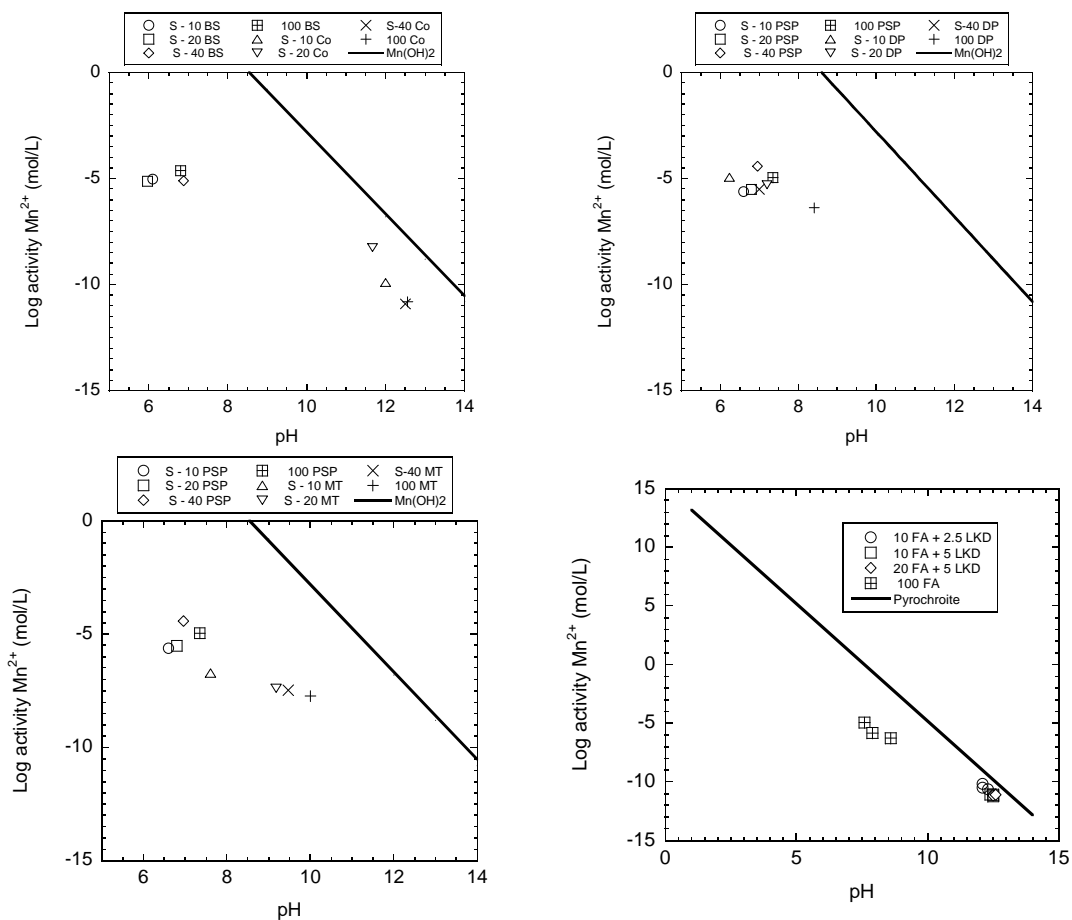 S - 10 BS 100 BS S-40 Co
S - 20 BS S - 10 Co 100 Co
S - 40 BS S - 20 Co Mn(OH)2
0
-5
-10
-15
6 8 10 12 14
Log activity Mn2+ (mol/L)
pH
S - 10 PSP 100 PSP S-40 DP
S - 20 PSP S - 10 DP 100 DP
S - 40 PSP S - 20 DP Mn(OH)2
0
-5
-10
-15
6 8 10 12 14
Log activity Mn2+ (mol/L)
pH
S - 10 PSP 100 PSP S-40 MT
S - 20 PSP S - 10 MT 100 MT
S - 40 PSP S - 20 MT Mn(OH)2
0
-5
-10
-15
6 8 10 12 14
Log activity Mn2+ (mol/L)
pH
10 FA + 2.5 LKD
10 FA + 5 LKD
20 FA + 5 LKD
100 FA
Pyrochroite
15
10
5
0
-5
-10
-15
0 5 10 15
Log activity Mn2+ (mol/L)
pH